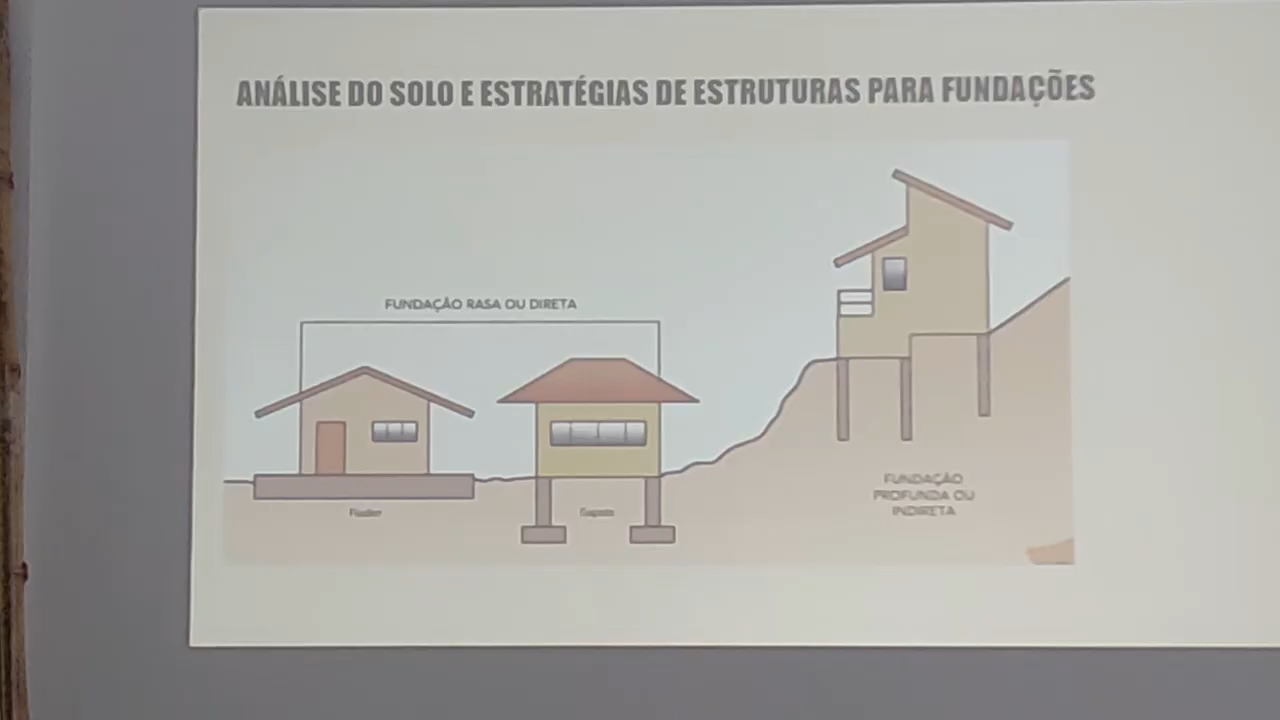 ANÁLISE DO SOLO E ESTRATÉGIAS DE ESTRUTURAS PARA FUNDAÇÕES
FUNDAÇÃO RASA OU DIRETA
Radier
Sapata
FUNDAÇÃO
PROFUNDA OU
INDIRETA